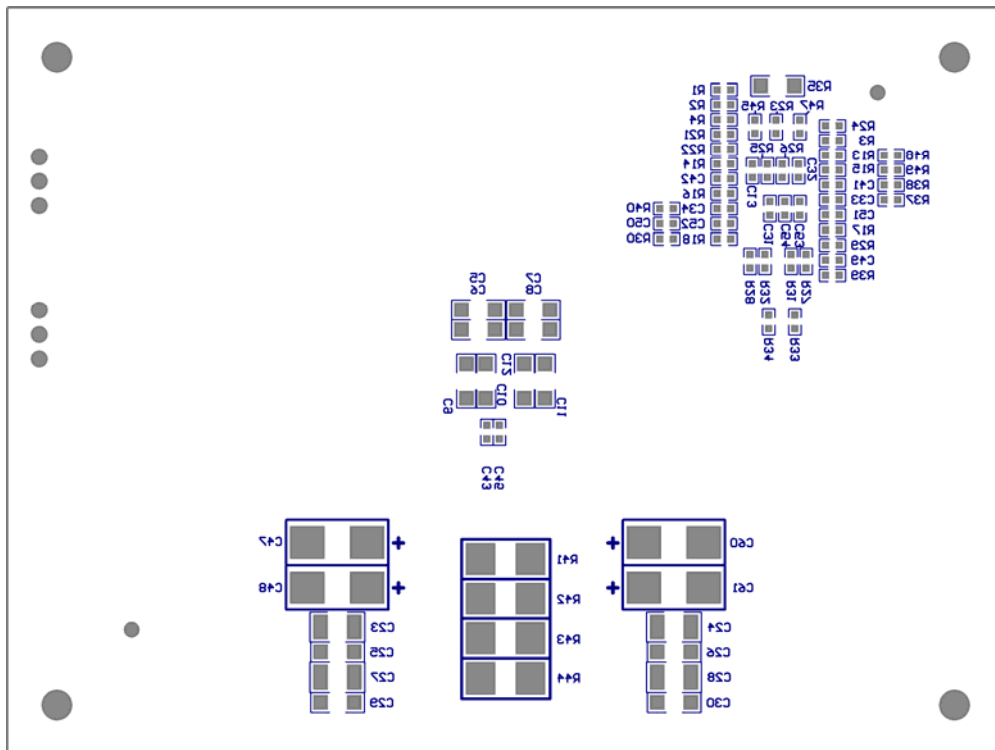 R1
R2
R4
R21
R22
R14
C42
R16
C34
C52
R18
R40
C50
R30
R35
R45
R23
R47
R25
R26
C32
C13
C31
C54
C53
R28
R32
R31
R27
R34
R33
R24
R3
R13
R15
C41
C33
C51
R17
R29
C49
R39
R48
R49
R38
R37
C5
C6
C7
C8
C12
C9
C10
C11
C43
C45
C47
+
C48
+
C23
C25
C27
C29
R41
R42
R43
R44
+
C60
+
C61
C24
C26
C28
C30